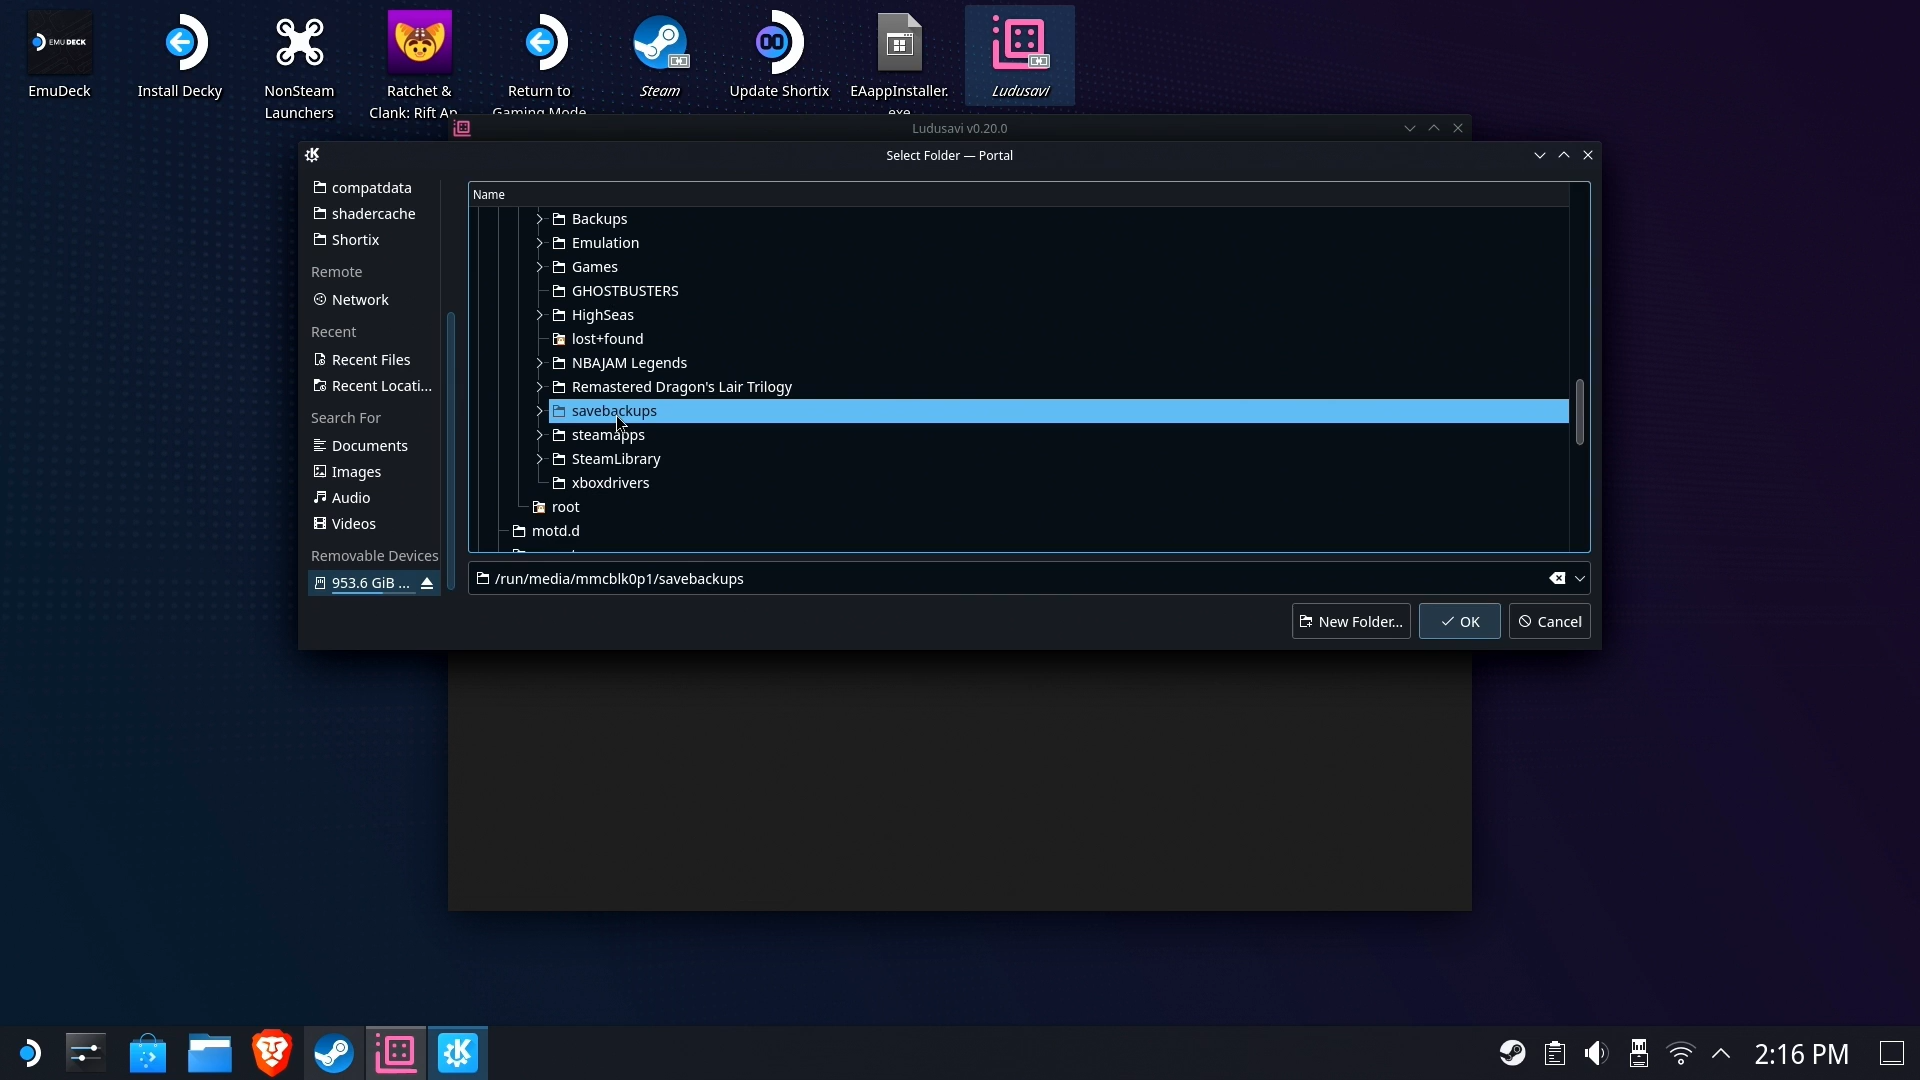 EMUDECK
EmuDeck
Install Decky
NonSteam
Launchers
Ratchet &
Clank: Rift Ap
Return to
Gaming Mode
Steam
Update Shortix
EAappInstaller.
exe
Ludusavi
Ludusavi v0.20.0
Select Folder — Portal
compatdata
shadercache
Shortix
Remote
Network
Recent
Recent Files
Recent Locati...
Search For
Documents
Images
Audio
Videos
Removable Devices
953.6 GiB ...
Name
Backups
Emulation
Games
GHOSTBUSTERS
HighSeas
lost+found
NBAJAM Legends
Remastered Dragon's Lair Trilogy
savebackups
steamapps
SteamLibrary
xboxdrivers
root
motd.d
/run/media/mmcblk0p1/savebackups
New Folder...
OK
Cancel
2:16 PM